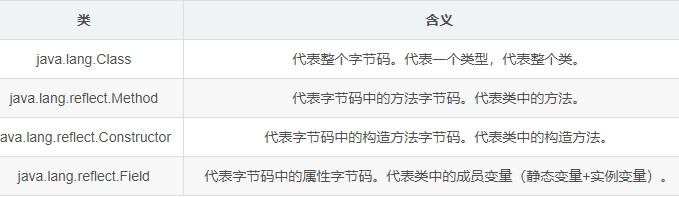 类 含义
java.lang.Class 代表整个字节码。代表一个类型，代表整个类。
java.lang.reflect.Method 代表字节码中的方法字节码。代表类中的方法。
ava.lang.reflect.Constructor 代表字节码中的构造方法字节码。代表类中的构造方法。
java.lang.reflect.Field 代表字节码中的属性字节码。代表类中的成员变量（静态变量+实例变量）。